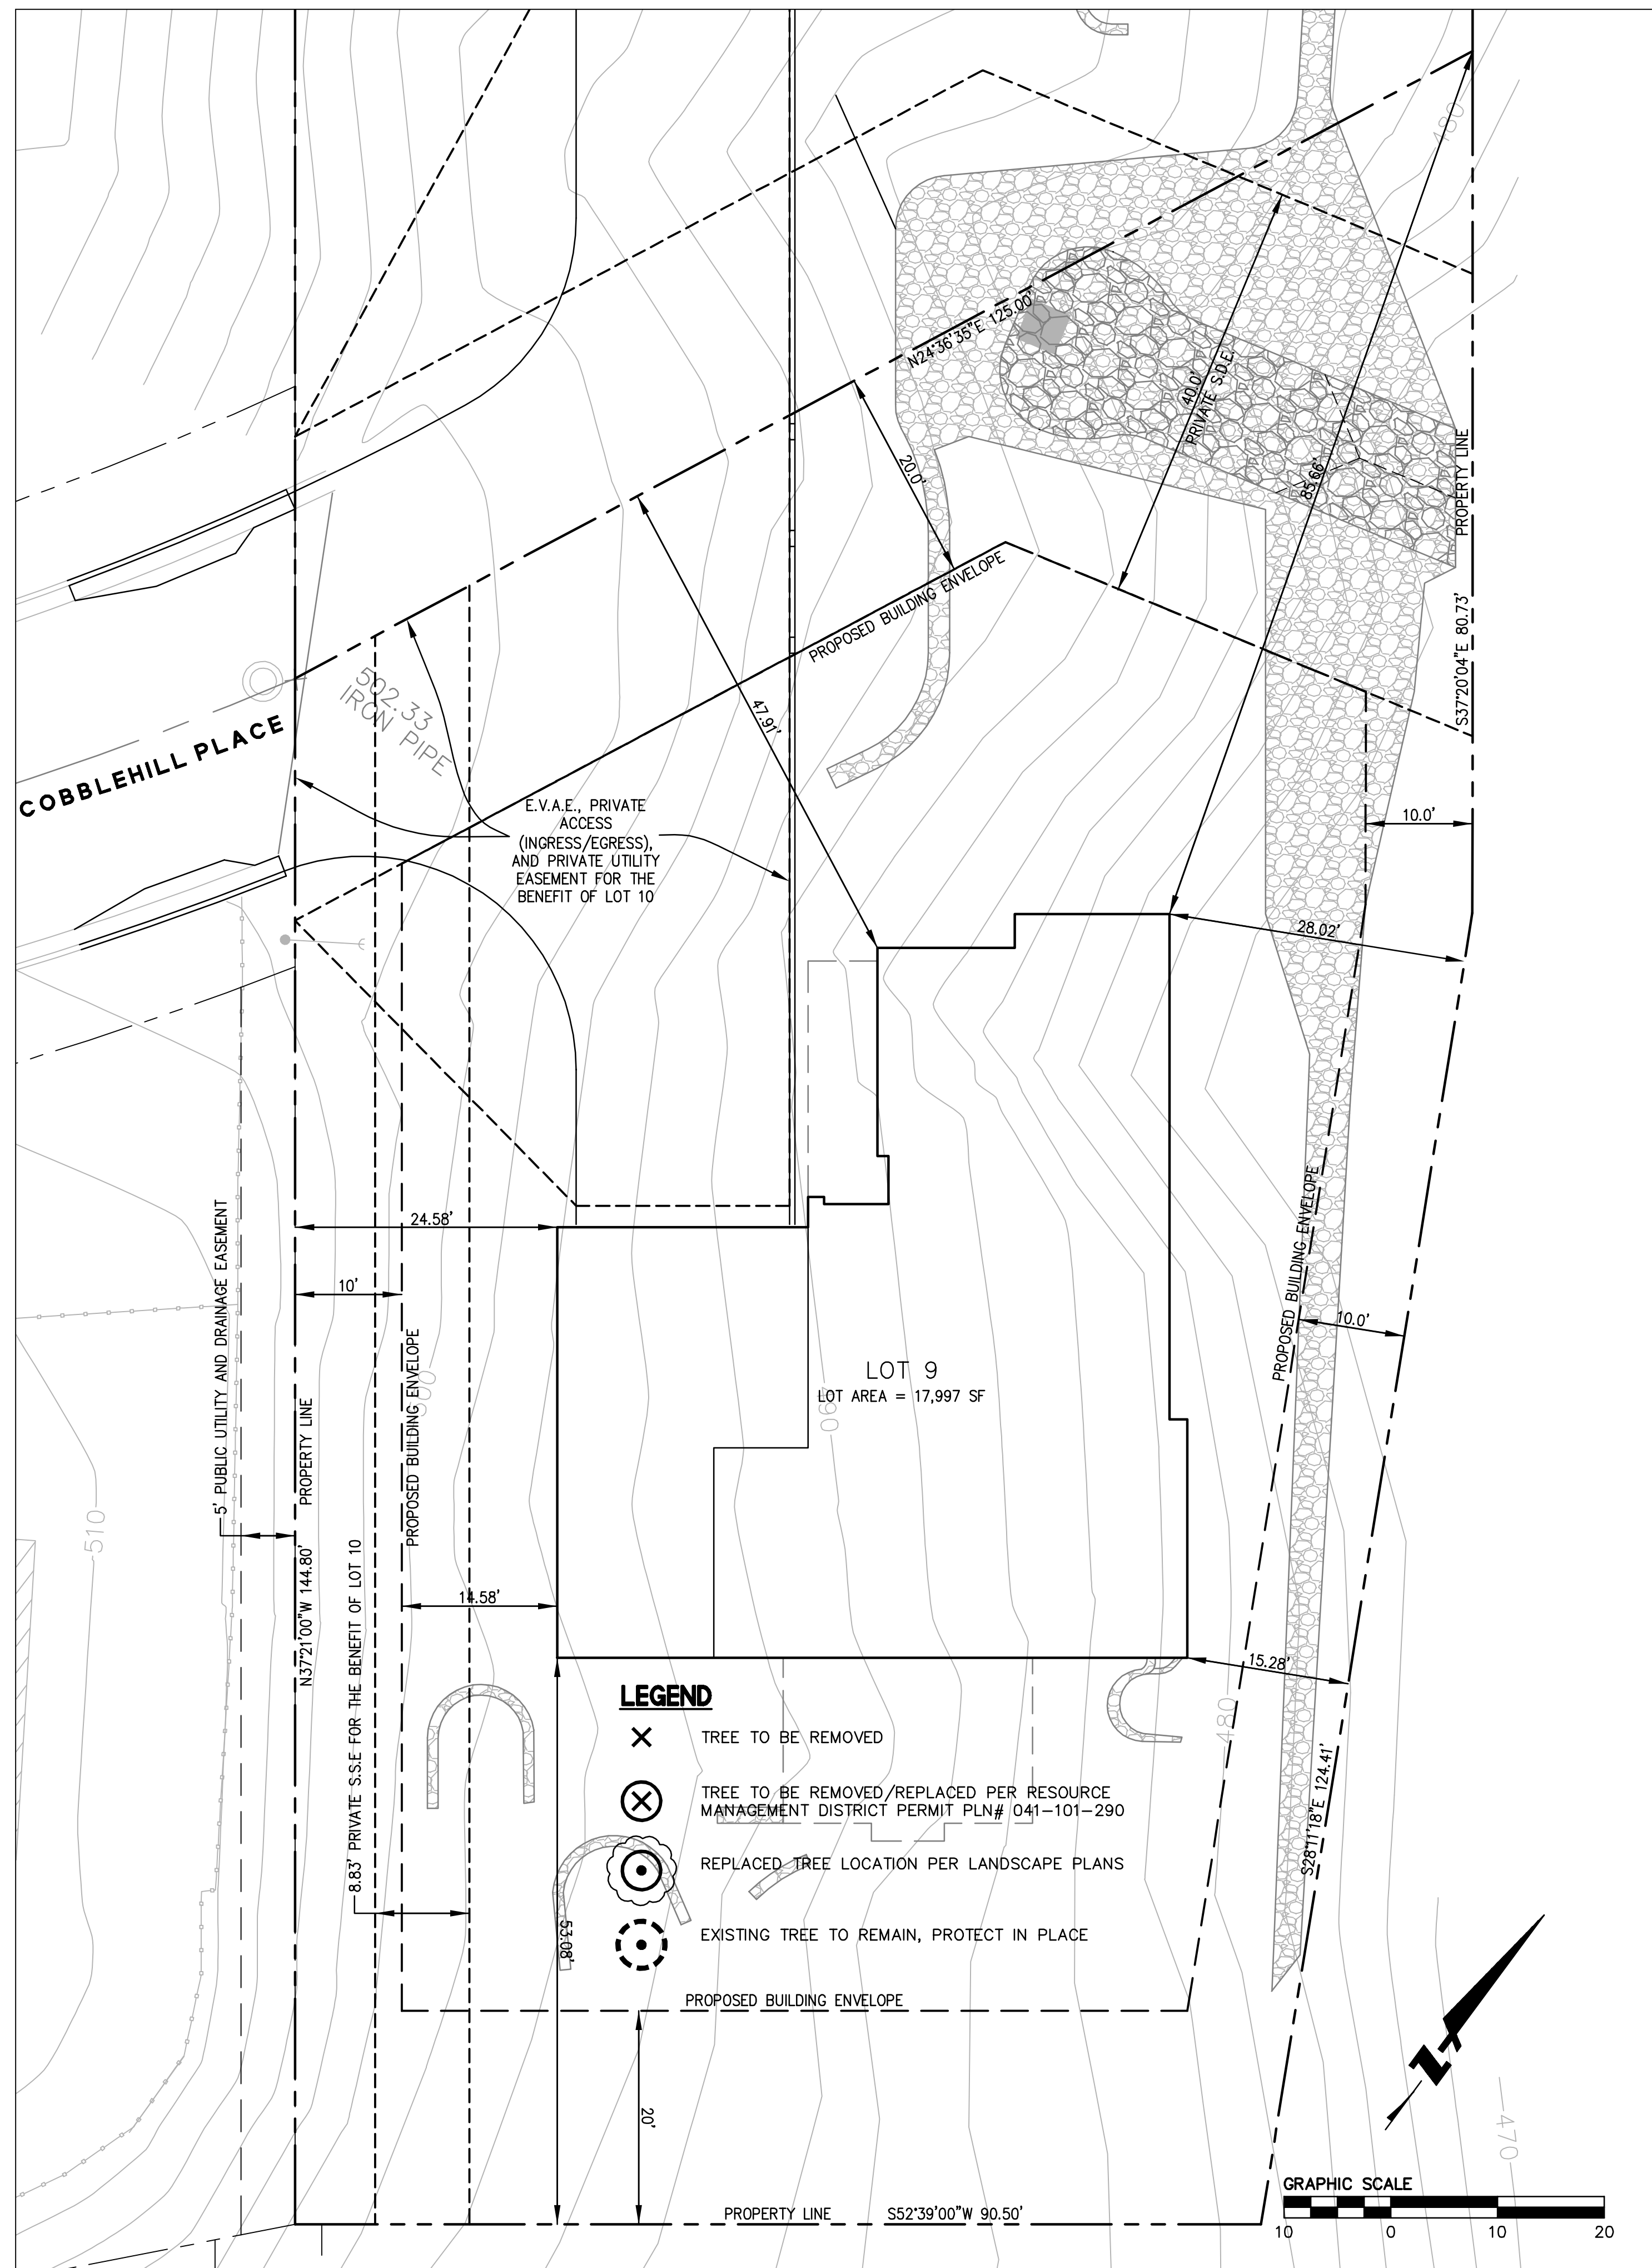 480
N24°36'35"E 125.00'
40.0'
PRIVATE S.D.E.
85.66'
PROPERTY LINE
S37°20'04"E 80.73'
20.0'
PROPOSED BUILDING ENVELOPE
502.33
IRON PIPE
COBBLEHILL PLACE
47.91'
E.V.A.E., PRIVATE
ACCESS
(INGRESS/EGRESS),
AND PRIVATE UTILITY
EASEMENT FOR THE
BENEFIT OF LOT 10
10.0'
28.02'
24.58'
10'
5' PUBLIC UTILITY AND DRAINAGE EASEMENT
PROPERTY LINE
N37°21'00"W 144.80'
PROPOSED BUILDING ENVELOPE
500
8.83' PRIVATE S.S.E FOR THE BENEFIT OF LOT 10
14.58'
LOT 9
LOT AREA = 17,997 SF
490
PROPOSED BUILDING ENVELOPE
10.0'
510
15.28'
480
S28°11'18"E 124.41'
LEGEND
TREE TO BE REMOVED
TREE TO BE REMOVED/REPLACED PER RESOURCE
MANAGEMENT DISTRICT PERMIT PLN# 041-101-290
REPLACED TREE LOCATION PER LANDSCAPE PLANS
EXISTING TREE TO REMAIN, PROTECT IN PLACE
53.08'
PROPOSED BUILDING ENVELOPE
20'
N
470
PROPERTY LINE S52°39'00"W 90.50'
GRAPHIC SCALE
10 0 10 20